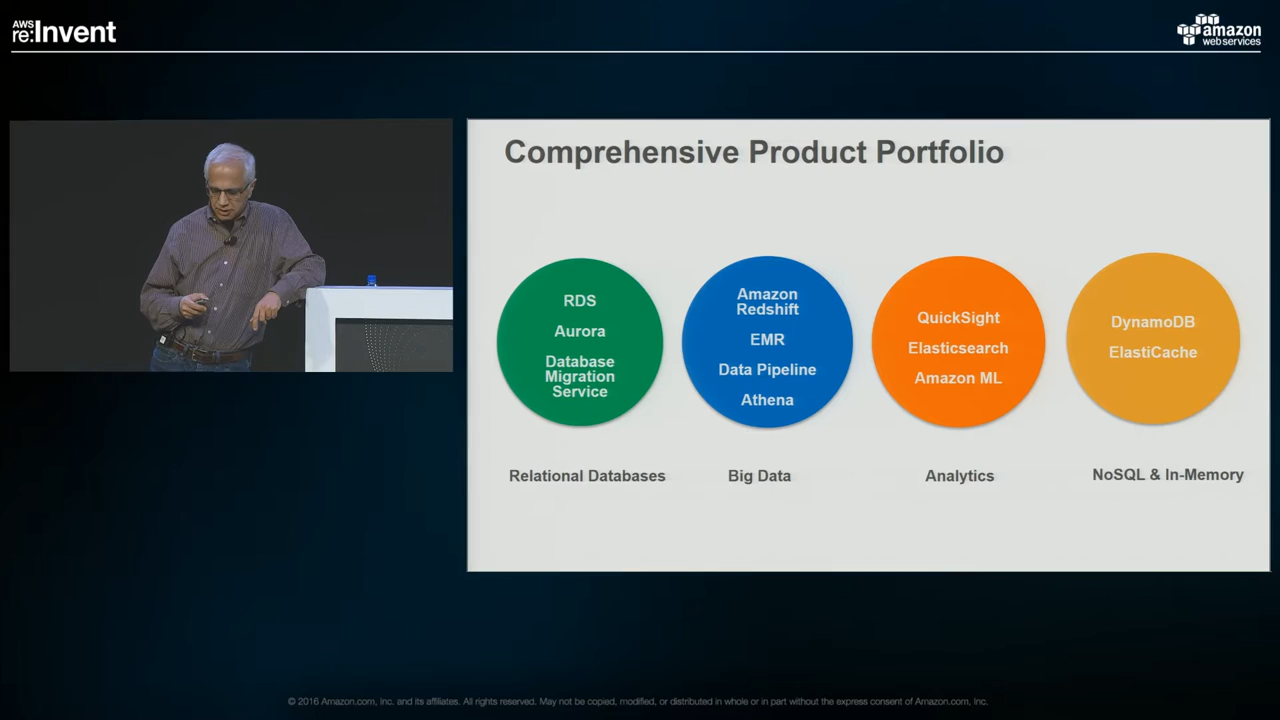 AWS
re:Invent
amazon
webservices
Comprehensive Product Portfolio
RDS
Aurora
Database
Migration
Service
Amazon
Redshift
EMR
Data Pipeline
Athena
QuickSight
Elasticsearch
Amazon ML
DynamoDB
ElastiCache
Relational Databases
Big Data
Analytics
NoSQL & In-Memory
© 2016 Amazon.com, Inc. and its affiliates. All rights reserved. May not be copied, modified, or distributed in whole or in part without the express consent of Amazon.com, Inc.